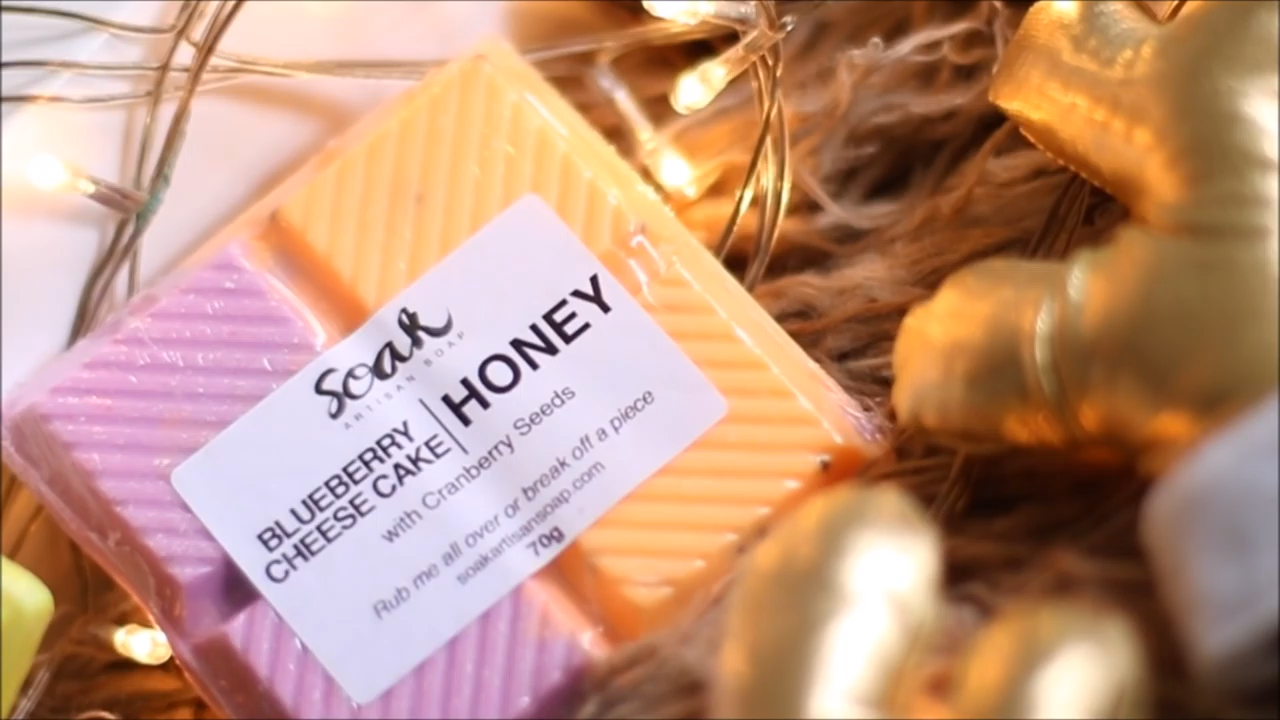 Soak
ARTISAN SOAP
BLUEBERRY
CHEESE CAKE
HONEY
with Cranberry Seeds
Rub me all over or break off a piece
soakartisansoap.com
70g